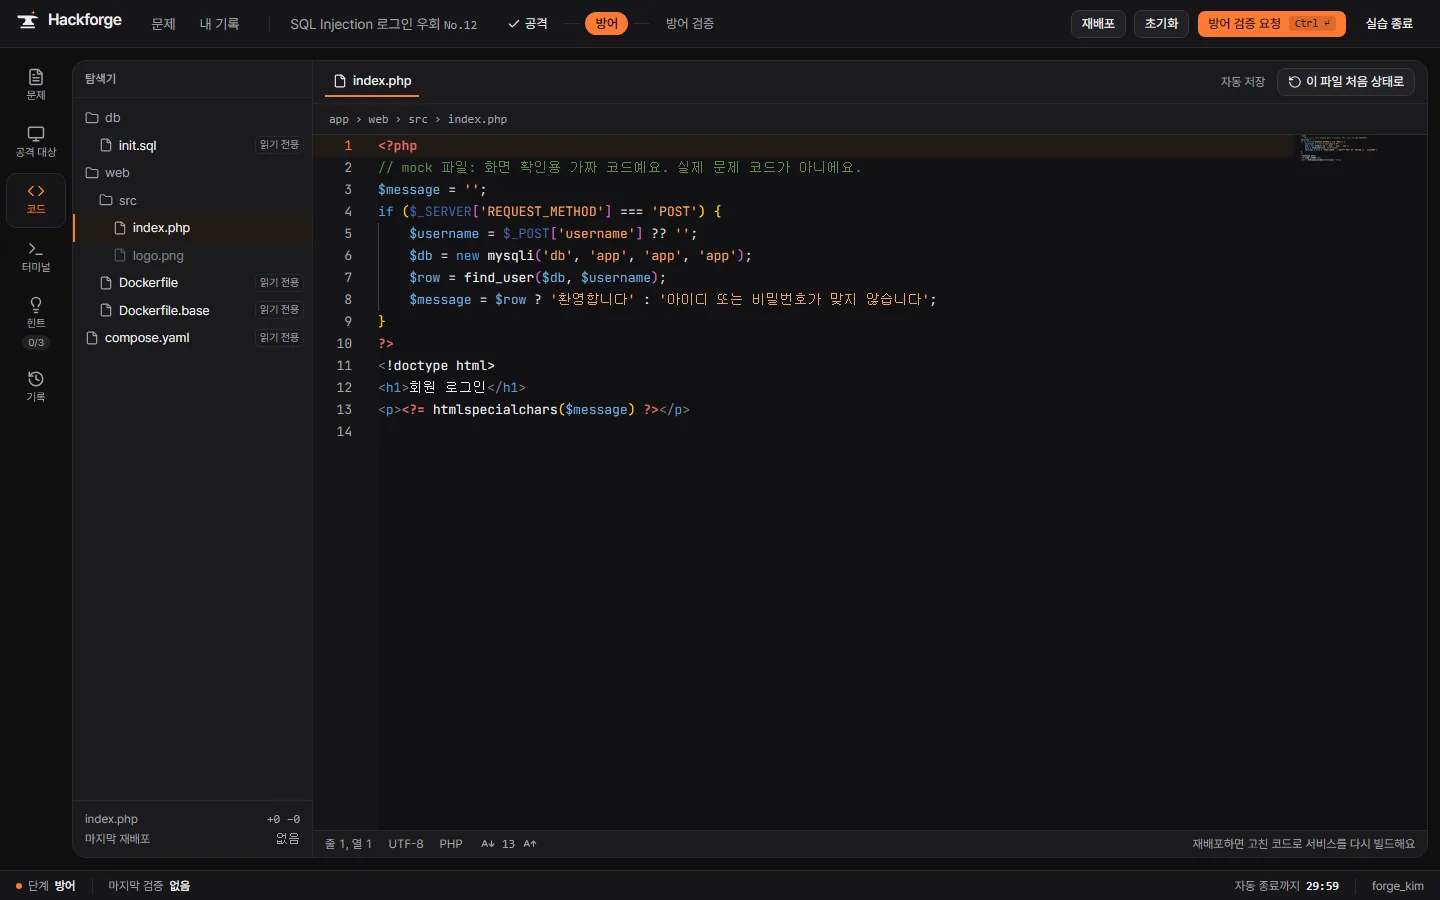 Hackforge 문제 내 기록 SQL Injection 로그인 우회 No.12 공격 방어 방어 검증 재배포 초기화 방어 검증 요청 Ctrl ⏎ 실습 종료
문제
공격 대상
코드
터미널
힌트
0/3
기록
탐색기
db
init.sql 읽기 전용
web
src
index.php
logo.png
Dockerfile 읽기 전용
Dockerfile.base 읽기 전용
compose.yaml 읽기 전용
index.php +0 −0
마지막 재배포 없음
index.php 자동 저장 이 파일 처음 상태로
app › web › src › index.php
1 <?php
2 // mock 파일: 화면 확인용 가짜 코드예요. 실제 문제 코드가 아니에요.
3 $message = '';
4 if ($_SERVER['REQUEST_METHOD'] === 'POST') {
5 $username = $_POST['username'] ?? '';
6 $db = new mysqli('db', 'app', 'app', 'app');
7 $row = find_user($db, $username);
8 $message = $row ? '환영합니다' : '아이디 또는 비밀번호가 맞지 않습니다';
9 }
10 ?>
11 <!doctype html>
12 <h1>회원 로그인</h1>
13 <p><?= htmlspecialchars($message) ?></p>
14
줄 1, 열 1 UTF-8 PHP A↓ 13 A↑ 재배포하면 고친 코드로 서비스를 다시 빌드해요
단계 방어 마지막 검증 없음 자동 종료까지 29:59 forge_kim